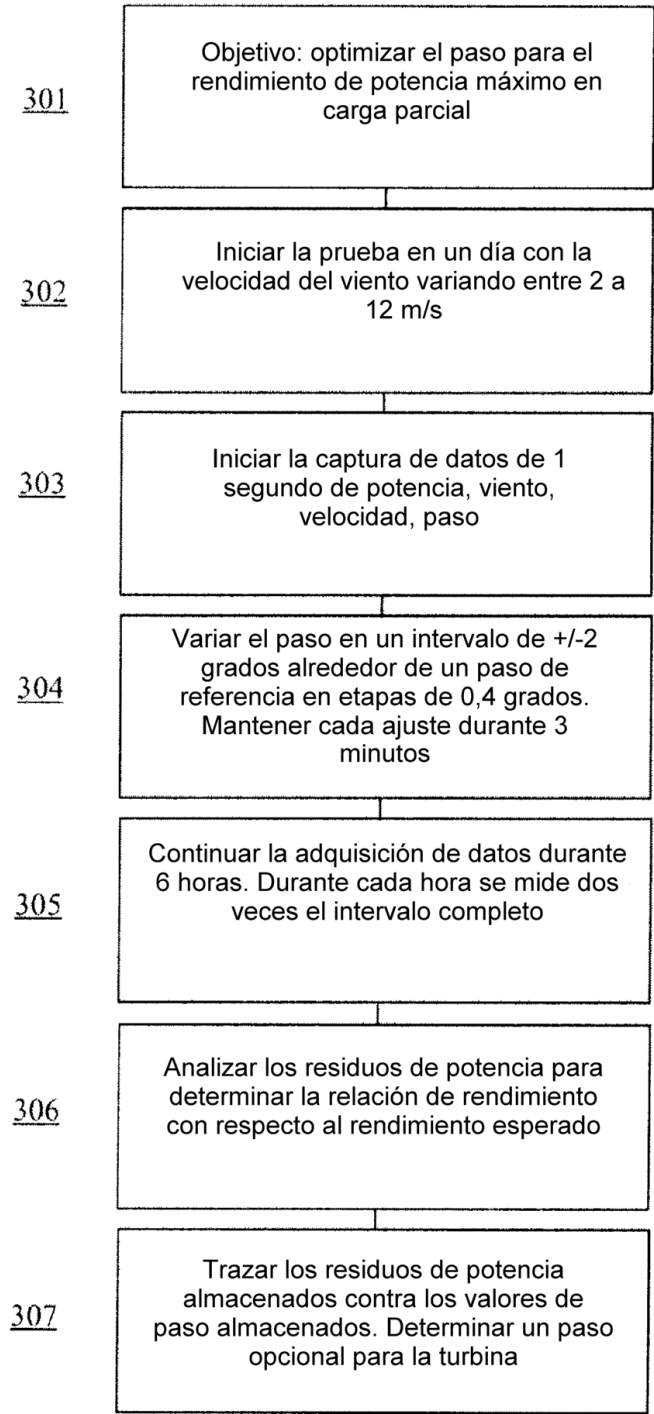 301
Objetivo: optimizar el paso para el
rendimiento de potencia máximo en
carga parcial
302
Iniciar la prueba en un día con la
velocidad del viento variando entre 2 a
12 m/s
303
Iniciar la captura de datos de 1
segundo de potencia, viento,
velocidad, paso
304
Variar el paso en un intervalo de +/-2
grados alrededor de un paso de
referencia en etapas de 0,4 grados.
Mantener cada ajuste durante 3
minutos
305
Continuar la adquisición de datos durante
6 horas. Durante cada hora se mide dos
veces el intervalo completo
306
Analizar los residuos de potencia para
determinar la relación de rendimiento
con respecto al rendimiento esperado
307
Trazar los residuos de potencia
almacenados contra los valores de
paso almacenados. Determinar un paso
opcional para la turbina